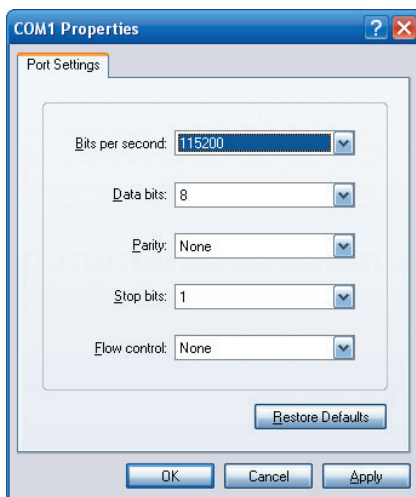 COM1 Properties
Port Settings
Bits per second: 115200
Data bits: 8
Parity: None
Stop bits: 1
Flow control: None
Restore Defaults
OK Cancel Apply